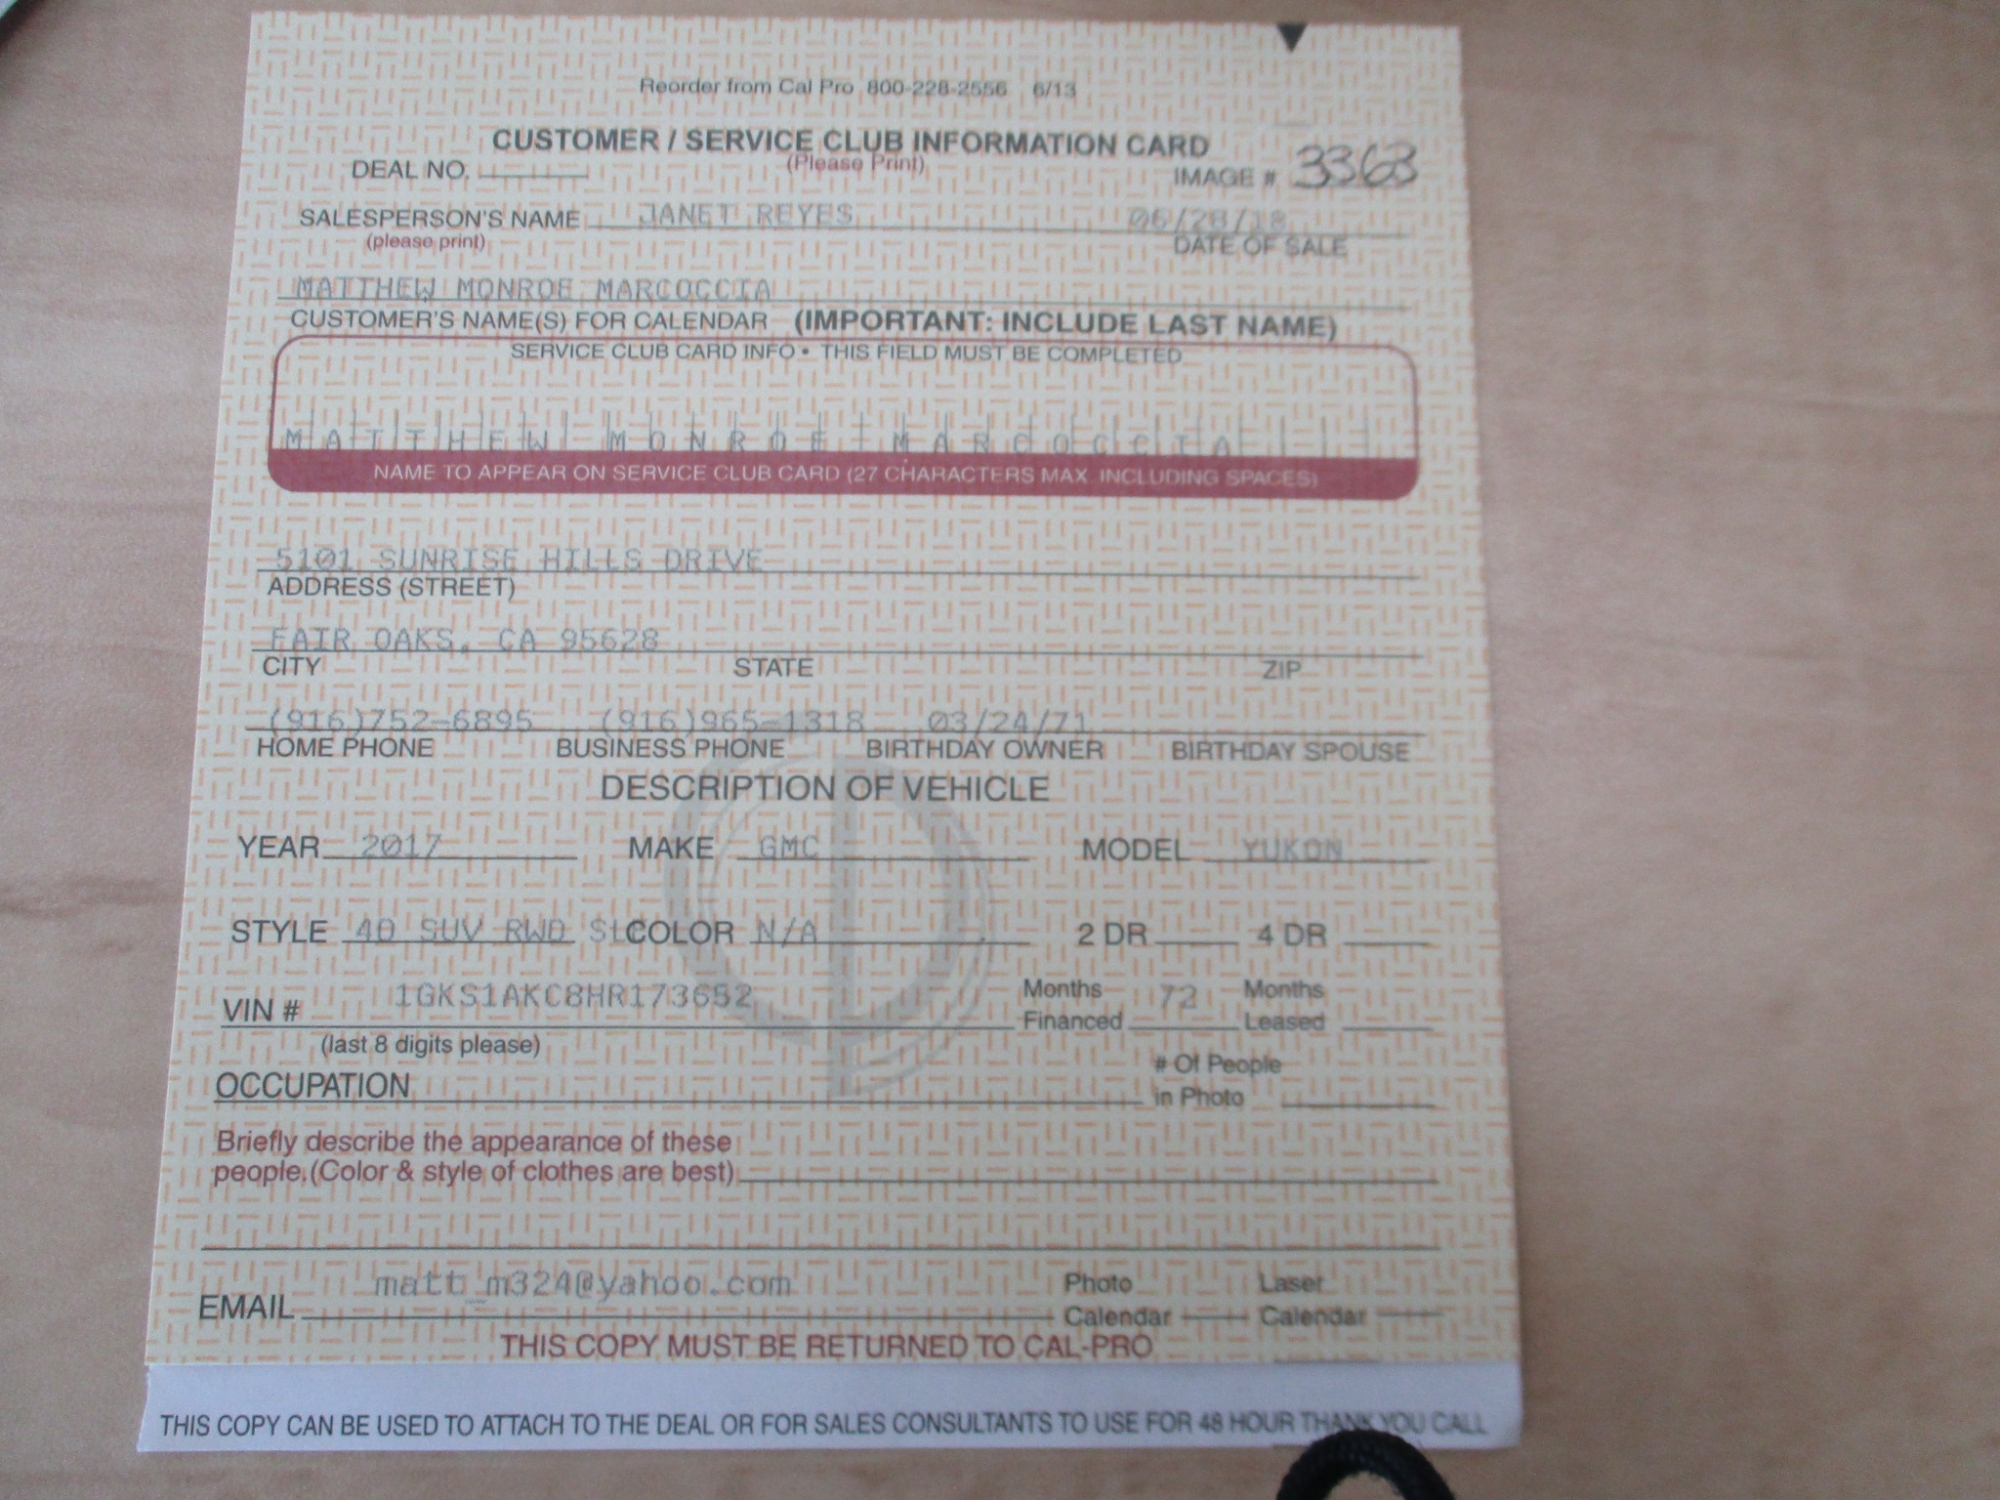 Reorder from Cal Pro 800-228-2556 6/13
CUSTOMER / SERVICE CLUB INFORMATION CARD
(Please Print)
DEAL NO.
IMAGE # 3363
SALESPERSON'S NAME JANET REYES 06/28/18
(please print) DATE OF SALE
MATTHEW MONROE MARCOCCIA
CUSTOMER'S NAME(S) FOR CALENDAR (IMPORTANT: INCLUDE LAST NAME)
SERVICE CLUB CARD INFO • THIS FIELD MUST BE COMPLETED
MATTHEW MONROE MARCOCCIA
NAME TO APPEAR ON SERVICE CLUB CARD (27 CHARACTERS MAX. INCLUDING SPACES)
5101 SUNRISE HILLS DRIVE
ADDRESS (STREET)
FAIR OAKS, CA 95628
CITY STATE ZIP
(916)752-6895 (916)965-1318 03/24/71
HOME PHONE BUSINESS PHONE BIRTHDAY OWNER BIRTHDAY SPOUSE
DESCRIPTION OF VEHICLE
YEAR 2017 MAKE GMC MODEL YUKON
STYLE 4D SUV RWD SLE COLOR N/A 2 DR 4 DR
VIN # 1GKS1AKC8HR173652 Months Financed 72 Months Leased
(last 8 digits please)
OCCUPATION # Of People in Photo
Briefly describe the appearance of these
people.(Color & style of clothes are best)
EMAIL matt_m324@yahoo.com Photo Calendar Laser Calendar
THIS COPY MUST BE RETURNED TO CAL-PRO
THIS COPY CAN BE USED TO ATTACH TO THE DEAL OR FOR SALES CONSULTANTS TO USE FOR 48 HOUR THANK YOU CALL